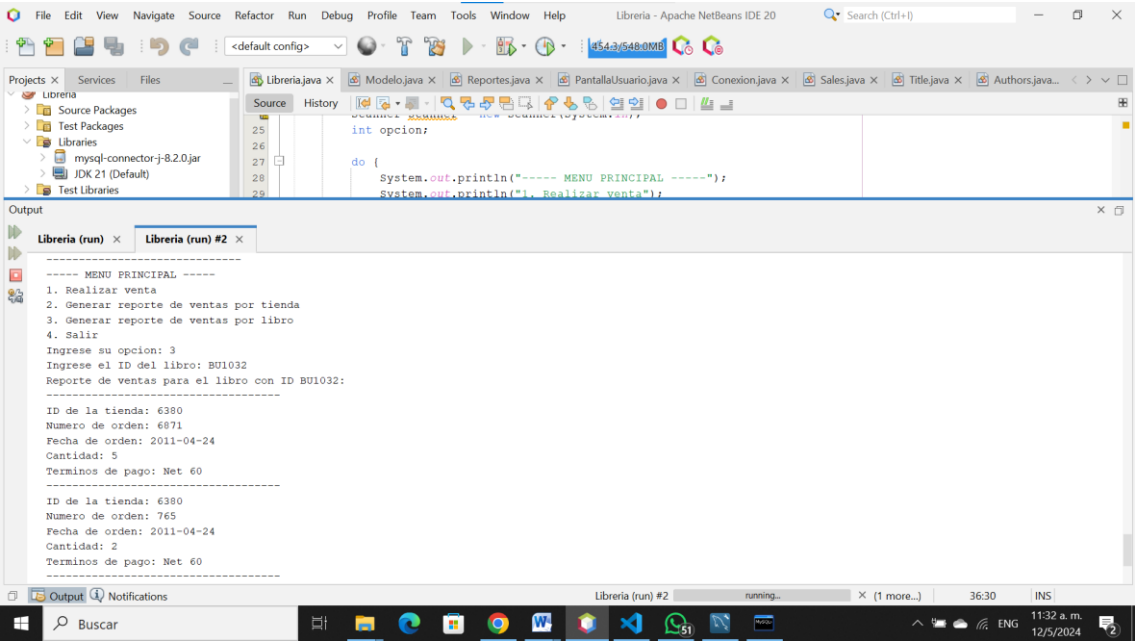 File Edit View Navigate Source Refactor Run Debug Profile Team Tools Window Help Libreria - Apache NetBeans IDE 20 Search (Ctrl+I)
<default config> 454.3/548.0MB
Projects Services Files Libreria.java Modelo.java Reportes.java PantallaUsuario.java Conexion.java Sales.java Title.java Authors.java...
Source History
Libreria
Source Packages
Test Packages
Libraries
mysql-connector-j-8.2.0.jar
JDK 21 (Default)
Test Libraries
Scanner scanner = new Scanner(System.in);
25 int opcion;
26
27 do {
28 System.out.println("----- MENU PRINCIPAL -----");
29 System.out.println("1. Realizar venta");
Output
Libreria (run) Libreria (run) #2
------------------------------
----- MENU PRINCIPAL -----
1. Realizar venta
2. Generar reporte de ventas por tienda
3. Generar reporte de ventas por libro
4. Salir
Ingrese su opcion: 3
Ingrese el ID del libro: BU1032
Reporte de ventas para el libro con ID BU1032:
------------------------------------
ID de la tienda: 6380
Numero de orden: 6871
Fecha de orden: 2011-04-24
Cantidad: 5
Terminos de pago: Net 60
------------------------------------
ID de la tienda: 6380
Numero de orden: 765
Fecha de orden: 2011-04-24
Cantidad: 2
Terminos de pago: Net 60
------------------------------------
Output Notifications Libreria (run) #2 running... (1 more...) 36:30 INS
Buscar 51 ENG 11:32 a. m.
12/5/2024 2